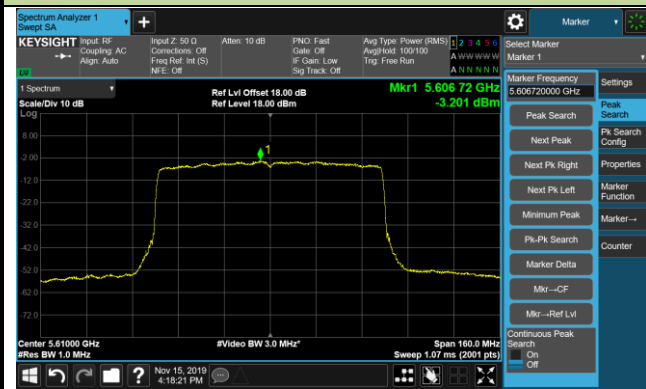 Spectrum Analyzer 1
Swept SA
+
Marker
KEYSIGHT
Input: RF
Coupling: AC
Align: Auto
Input Z: 50 Ω
Corrections: Off
Freq Ref: Int (S)
NFE: Off
Atten: 10 dB
PNO: Fast
Gate: Off
IF Gain: Low
Sig Track: Off
Avg Type: Power (RMS)
Avg|Hold: 100/100
Trig: Free Run
1 2 3 4 5 6
A W W W W W
A N N N N N
Select Marker
Marker 1
LV
1 Spectrum
Scale/Div 10 dB
Ref Lvl Offset 18.00 dB
Ref Level 18.00 dBm
Mkr1 5.606 72 GHz
-3.201 dBm
Log
8.00
-2.00
-12.0
-22.0
-32.0
-42.0
-52.0
-62.0
-72.0
1
Center 5.61000 GHz
#Res BW 1.0 MHz
#Video BW 3.0 MHz*
Span 160.0 MHz
Sweep 1.07 ms (2001 pts)
Marker Frequency
5.606720000 GHz
Peak Search
Next Peak
Next Pk Right
Next Pk Left
Minimum Peak
Pk-Pk Search
Marker Delta
Mkr→CF
Mkr→Ref Lvl
Continuous Peak
Search
On
Off
Settings
Peak
Search
Pk Search
Config
Properties
Marker
Function
Marker→
Counter
?
Nov 15, 2019
4:18:21 PM